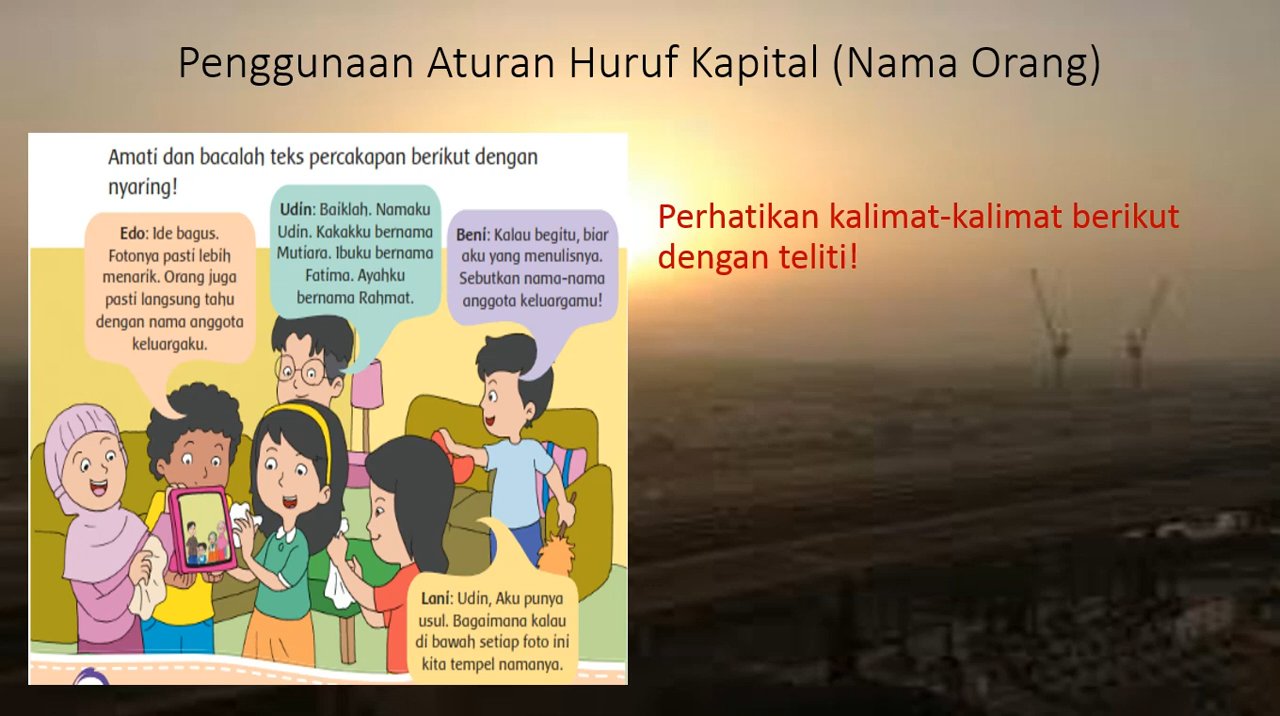 Penggunaan Aturan Huruf Kapital (Nama Orang)
Amati dan bacalah teks percakapan berikut dengan
nyaring!
Edo: Ide bagus.
Fotonya pasti lebih
menarik. Orang juga
pasti langsung tahu
dengan nama anggota
keluargaku.
Udin: Baiklah. Namaku
Udin. Kakakku bernama
Mutiara. Ibuku bernama
Fatima. Ayahku
bernama Rahmat.
Beni: Kalau begitu, biar
aku yang menulisnya.
Sebutkan nama-nama
anggota keluargamu!
Lani: Udin, Aku punya
usul. Bagaimana kalau
di bawah setiap foto ini
kita tempel namanya.
Perhatikan kalimat-kalimat berikut
dengan teliti!